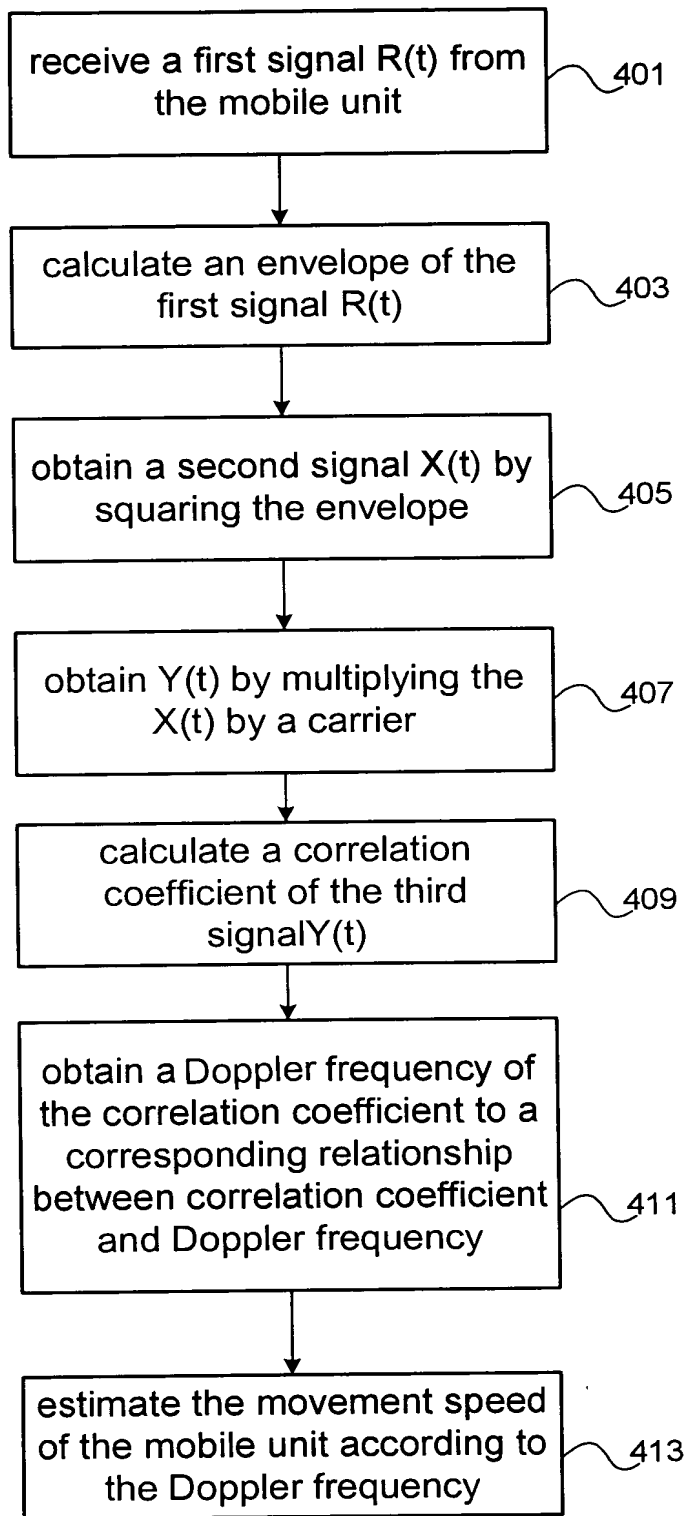 receive a first signal R(t) from
the mobile unit
401
calculate an envelope of the
first signal R(t)
403
obtain a second signal X(t) by
squaring the envelope
405
obtain Y(t) by multiplying the
X(t) by a carrier
407
calculate a correlation
coefficient of the third
signalY(t)
409
obtain a Doppler frequency of
the correlation coefficient to a
corresponding relationship
between correlation coefficient
and Doppler frequency
411
estimate the movement speed
of the mobile unit according to
the Doppler frequency
413